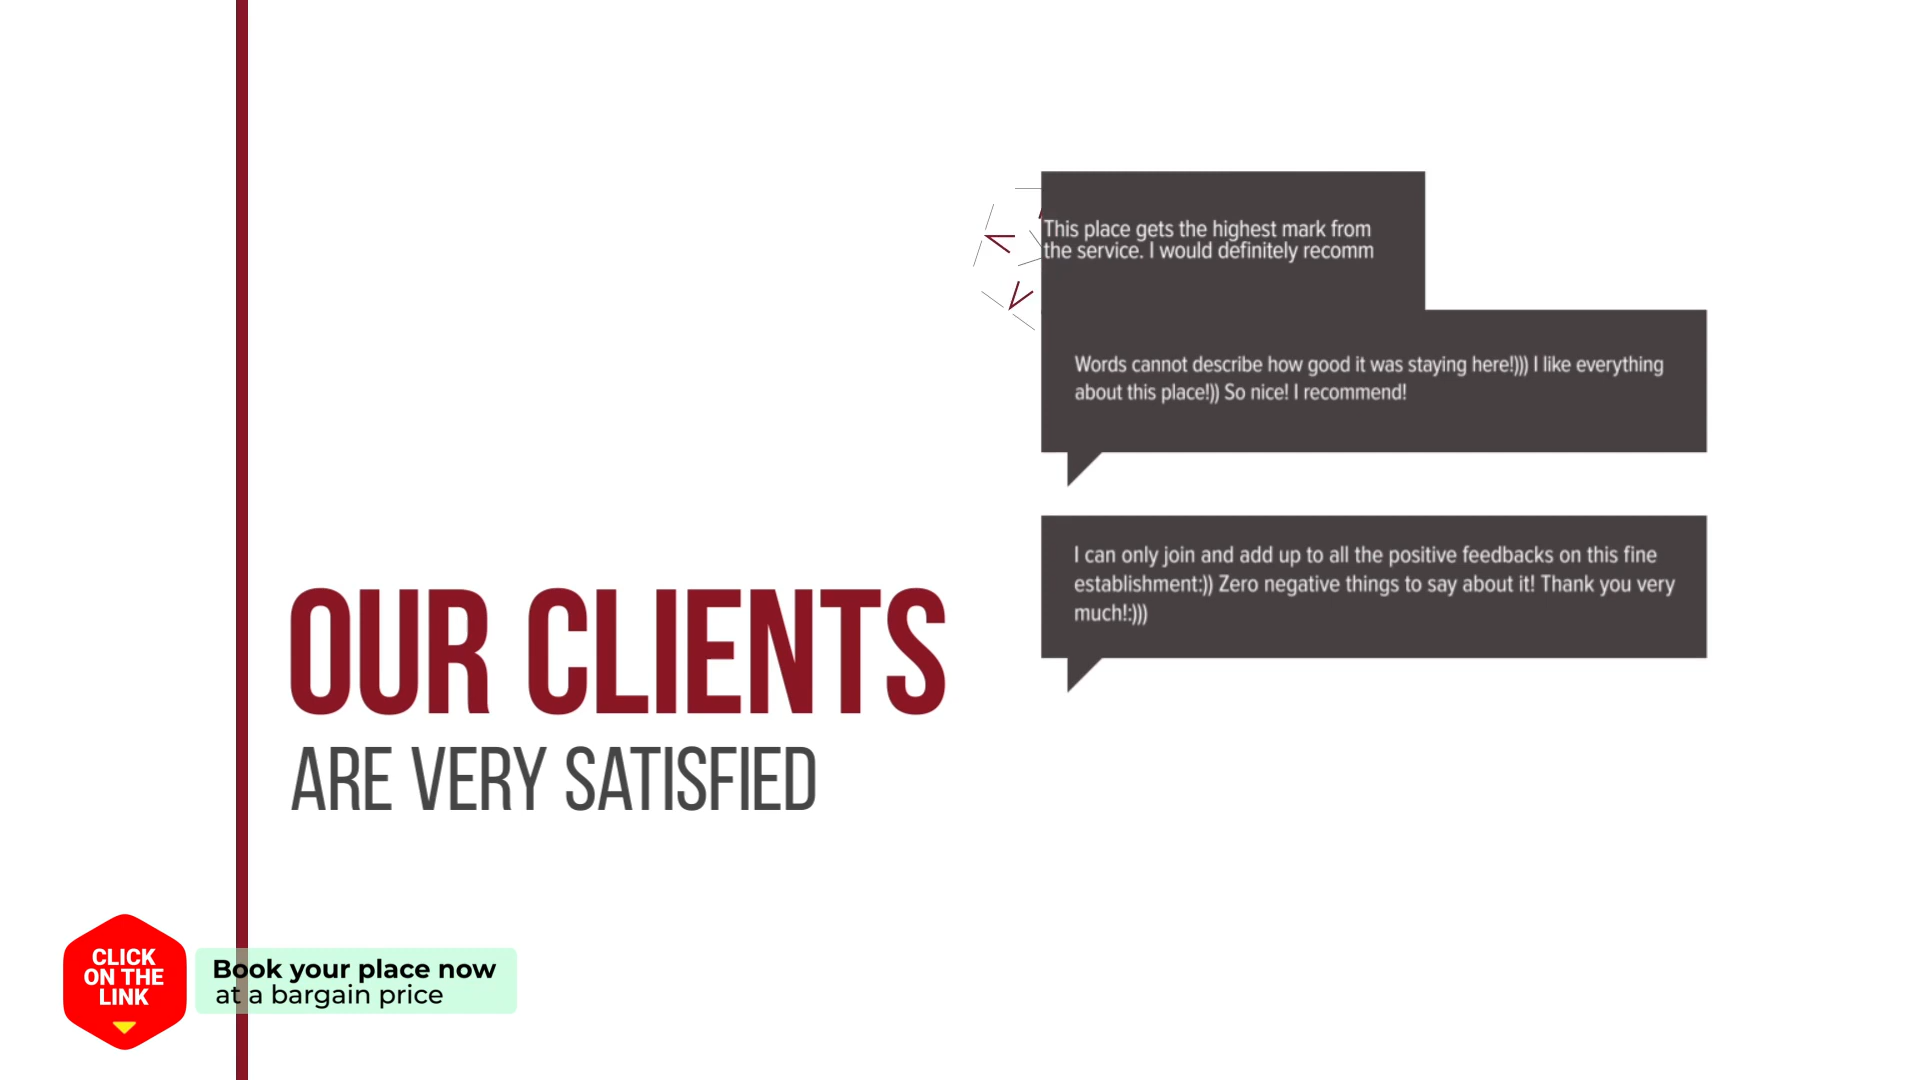 This place gets the highest mark from
the service. I would definitely recomm
Words cannot describe how good it was staying here!))) I like everything
about this place!)) So nice! I recommend!
I can only join and add up to all the positive feedbacks on this fine
establishment:)) Zero negative things to say about it! Thank you very
much!:)))
OUR CLIENTS
ARE VERY SATISFIED
CLICK
ON THE
LINK
Book your place now
at a bargain price